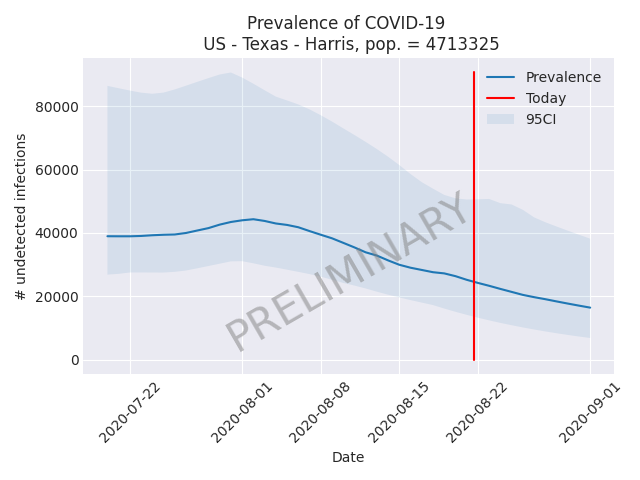 Prevalence of COVID-19
US - Texas - Harris, pop. = 4713325
# undetected infections
80000
60000
40000
20000
0
Prevalence
Today
95CI
PRELIMINARY
2020-07-22
2020-08-01
2020-08-08
2020-08-15
2020-08-22
2020-09-01
Date